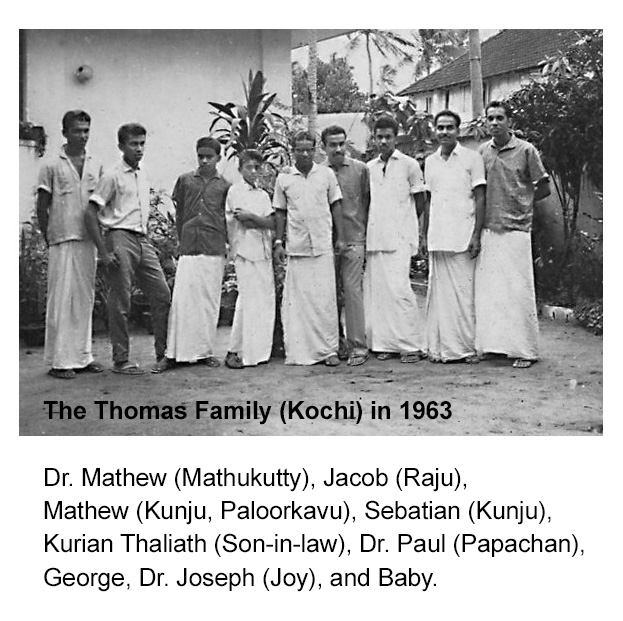 The Thomas Family (Kochi) in 1963
Dr. Mathew (Mathukutty), Jacob (Raju),
Mathew (Kunju, Paloorkavu), Sebatian (Kunju),
Kurian Thaliath (Son-in-law), Dr. Paul (Papachan),
George, Dr. Joseph (Joy), and Baby.